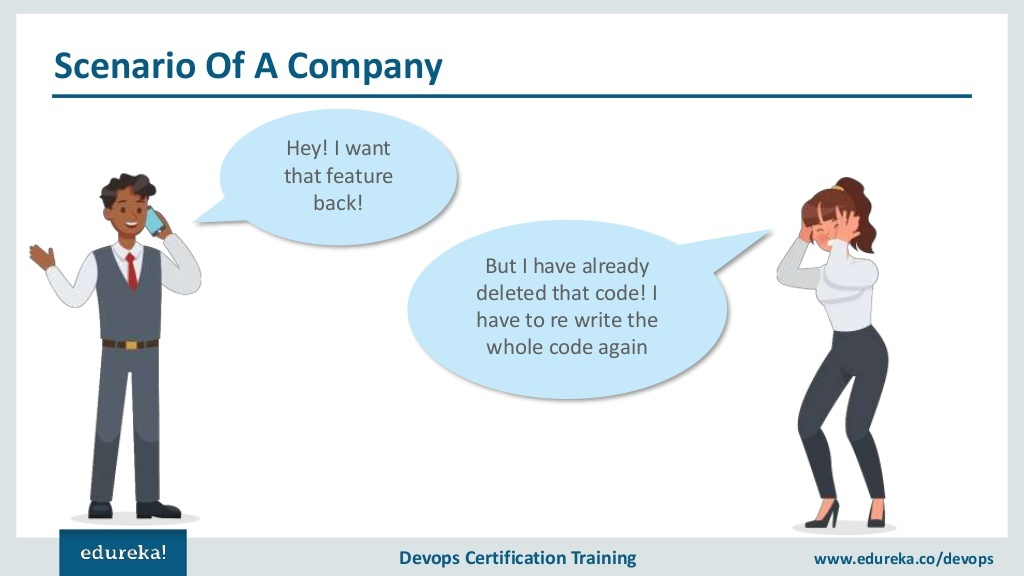 Scenario Of A Company
Hey! I want
that feature
back!
But I have already
deleted that code! I
have to re write the
whole code again
edureka!
Devops Certification Training
www.edureka.co/devops